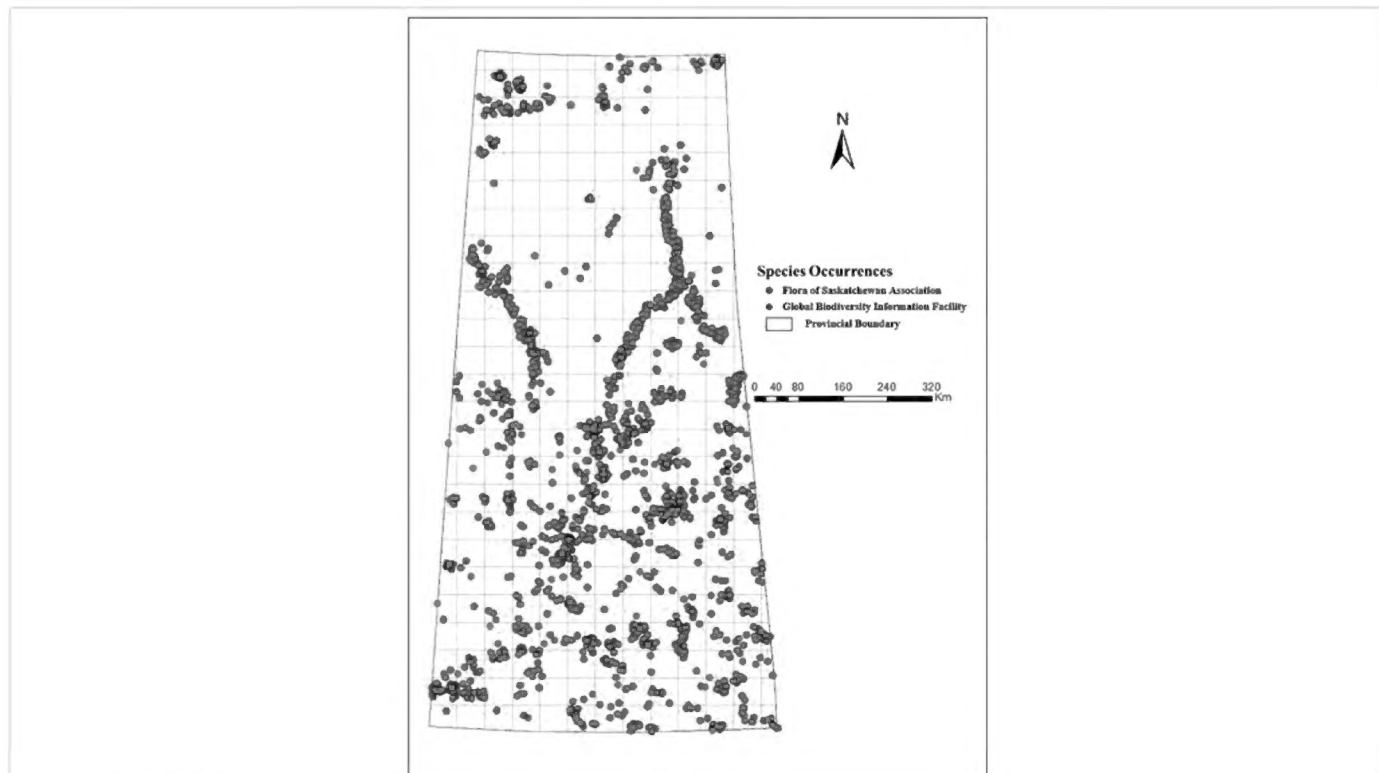 N
Species Occurrences
Flora of Saskatchewan Association
Global Biodiversity Information Facility
Provincial Boundary
0 40 80 160 240 320
Km